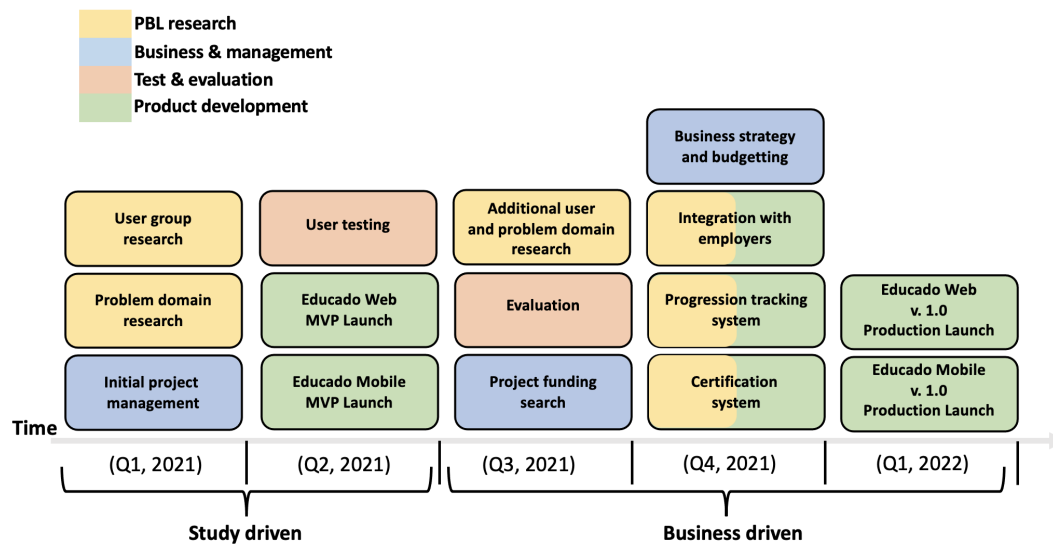 PBL research
Business & management
Test & evaluation
Product development
Business strategy
and budgetting
User group
research
User testing
Additional user
and problem domain
research
Integration with
employers
Problem domain
research
Educado Web
MVP Launch
Evaluation
Progression tracking
system
Educado Web
v. 1.0
Production Launch
Initial project
management
Educado Mobile
MVP Launch
Project funding
search
Certification
system
Educado Mobile
v. 1.0
Production Launch
Time
(Q1, 2021)
(Q2, 2021)
(Q3, 2021)
(Q4, 2021)
(Q1, 2022)
Study driven
Business driven